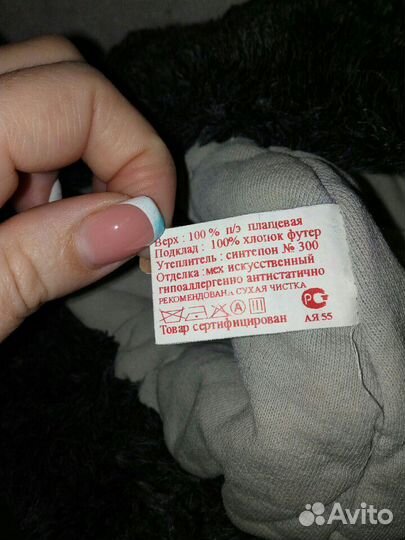 Верх : 100 % п/э плащевая
Подклад : 100% хлопок футер
Утеплитель : синтепон № 300
Отделка : мех искусственный
гипоаллергенно антистатично
РЕКОМЕНДОВАНА СУХАЯ ЧИСТКА
А
РСТ
Товар сертифицирован
АЯ 55
Avito